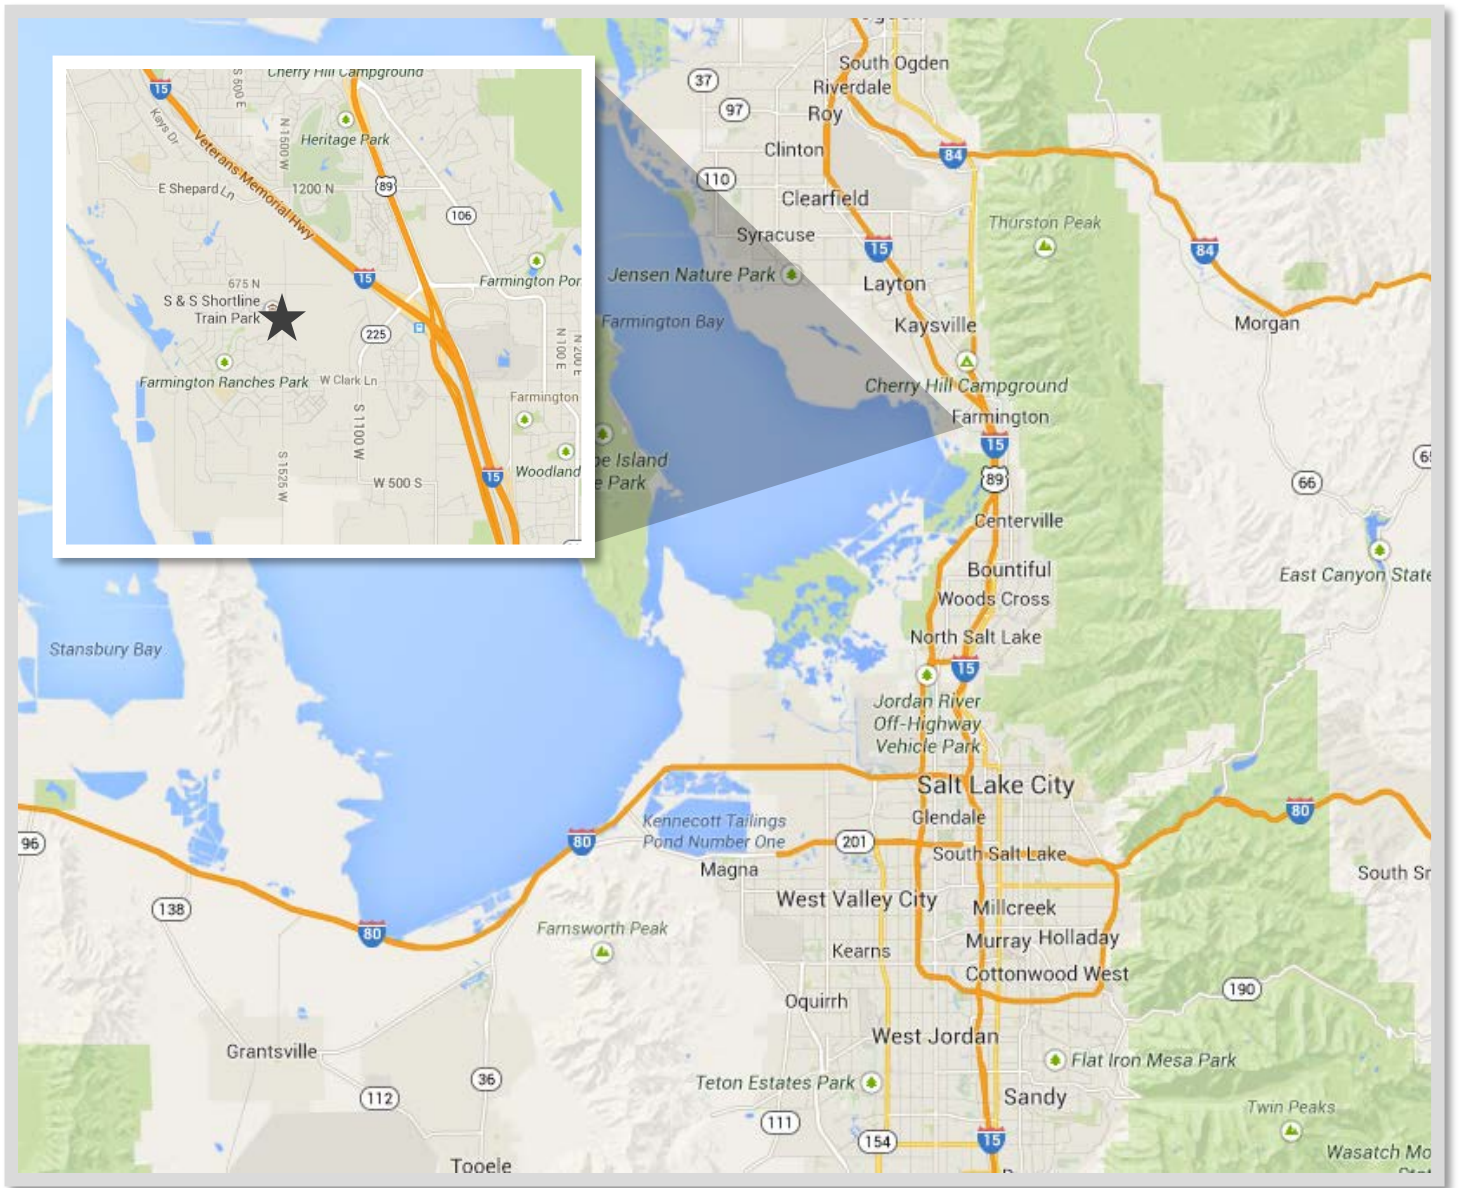 South Ogden
Riverdale
37
97
Roy
Clinton
84
110
Clearfield
Syracuse
Thurston Peak
15
84
Jensen Nature Park
Layton
Farmington Bay
Kaysville
Morgan
Cherry Hill Campground
Farmington
15
66
89
Centerville
Bountiful
East Canyon State
Woods Cross
North Salt Lake
15
Jordan River
Off-Highway
Vehicle Park
Salt Lake City
Glendale
80
Kennecott Tailings
Pond Number One
80
201
South Salt Lake
96
Magna
West Valley City
138
Millcreek
80
Farnsworth Peak
Murray
Holladay
Kearns
Cottonwood West
190
Oquirrh
West Jordan
Grantsville
Flat Iron Mesa Park
36
Teton Estates Park
112
Sandy
111
Twin Peaks
154
15
Tooele
Wasatch Mo
Stansbury Bay
be Island
e Park
Cherry Hill Campground
15
S 500 E
Kays Dr
N 1500 W
Heritage Park
Veterans Memorial Hwy
E Shepard Ln
1200 N
89
106
Farmington Pon
15
675 N
S & S Shortline
Train Park
225
N 100 E
N 200 E
Farmington Ranches Park
W Clark Ln
Farmington
S 1100 W
S 1525 W
W 500 S
15
Woodland